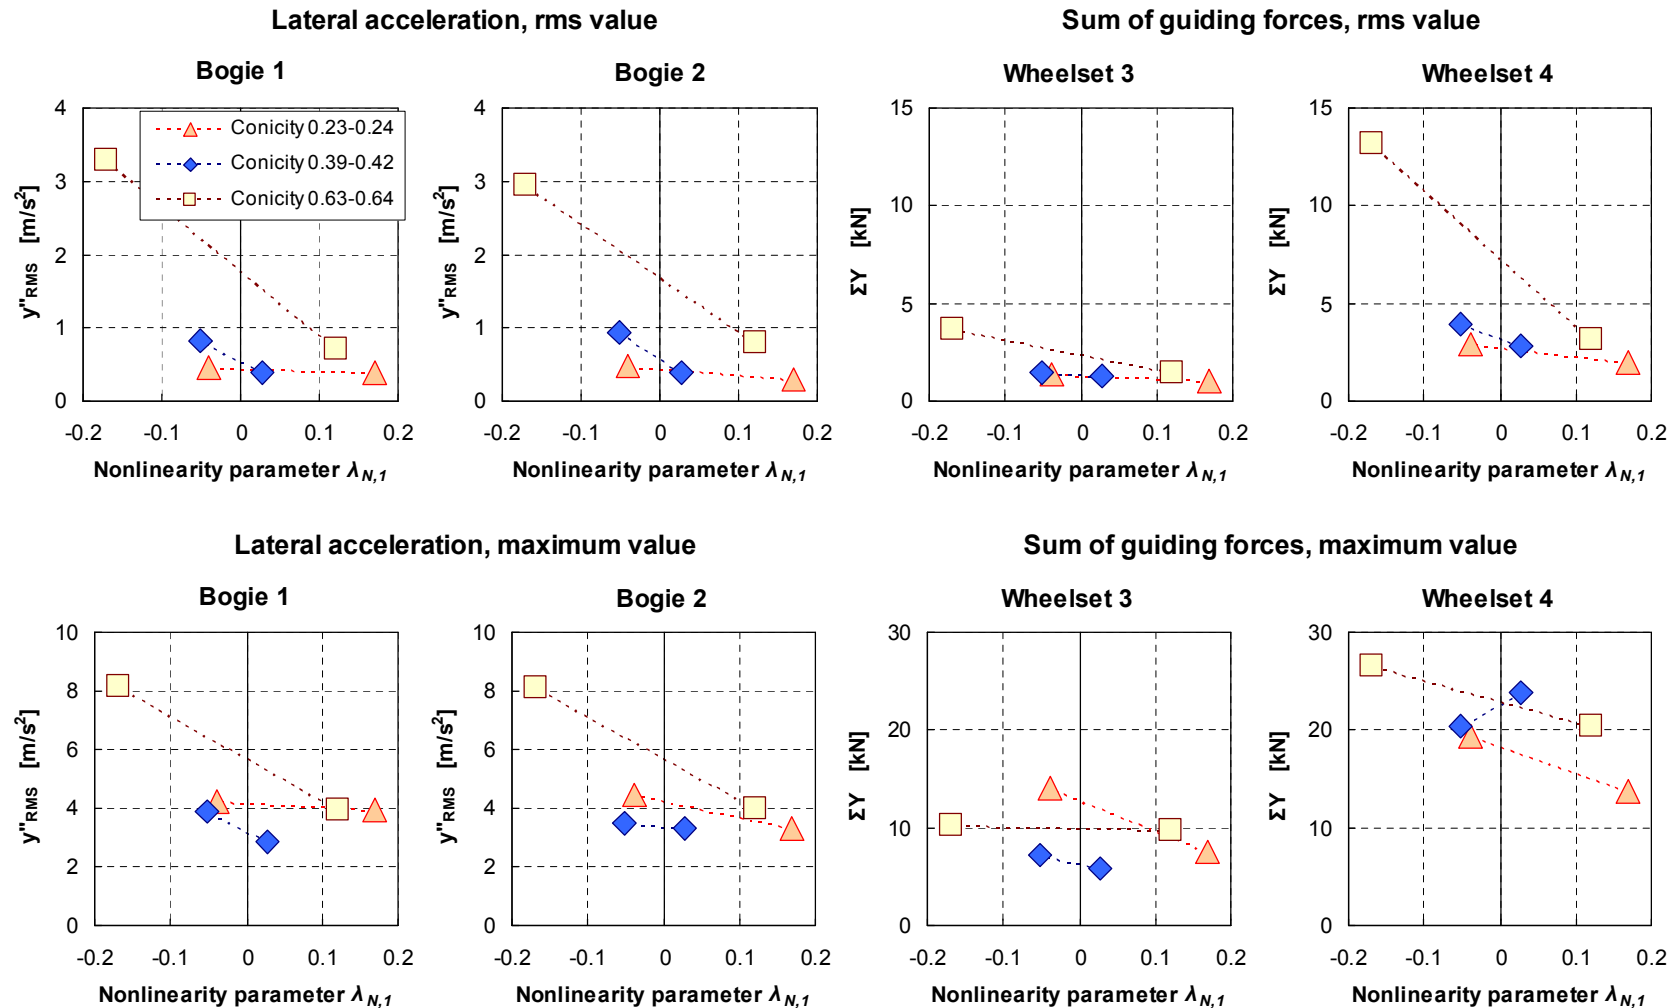 Lateral acceleration, rms value
Sum of guiding forces, rms value
Bogie 1
Bogie 2
Wheelset 3
Wheelset 4
y''RMS [m/s²]
4
3
2
1
0
-0.2
-0.1
0
0.1
0.2
Nonlinearity parameter λN,1
Conicity 0.23-0.24
Conicity 0.39-0.42
Conicity 0.63-0.64
y''RMS [m/s²]
4
3
2
1
0
-0.2
-0.1
0
0.1
0.2
Nonlinearity parameter λN,1
ΣY [kN]
15
10
5
0
-0.2
-0.1
0
0.1
0.2
Nonlinearity parameter λN,1
ΣY [kN]
15
10
5
0
-0.2
-0.1
0
0.1
0.2
Nonlinearity parameter λN,1
Lateral acceleration, maximum value
Sum of guiding forces, maximum value
Bogie 1
Bogie 2
Wheelset 3
Wheelset 4
y''RMS [m/s²]
10
8
6
4
2
0
-0.2
-0.1
0
0.1
0.2
Nonlinearity parameter λN,1
y''RMS [m/s²]
10
8
6
4
2
0
-0.2
-0.1
0
0.1
0.2
Nonlinearity parameter λN,1
ΣY [kN]
30
20
10
0
-0.2
-0.1
0
0.1
0.2
Nonlinearity parameter λN,1
ΣY [kN]
30
20
10
0
-0.2
-0.1
0
0.1
0.2
Nonlinearity parameter λN,1